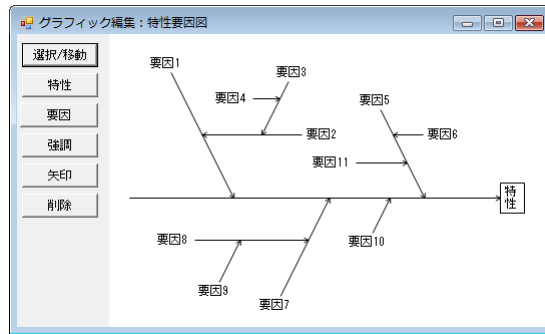 グラフィック編集：特性要因図
選択/移動
特性
要因
強調
矢印
削除
要因1
要因3
要因4
要因5
要因2
要因6
要因11
特性
要因8
要因10
要因9
要因7